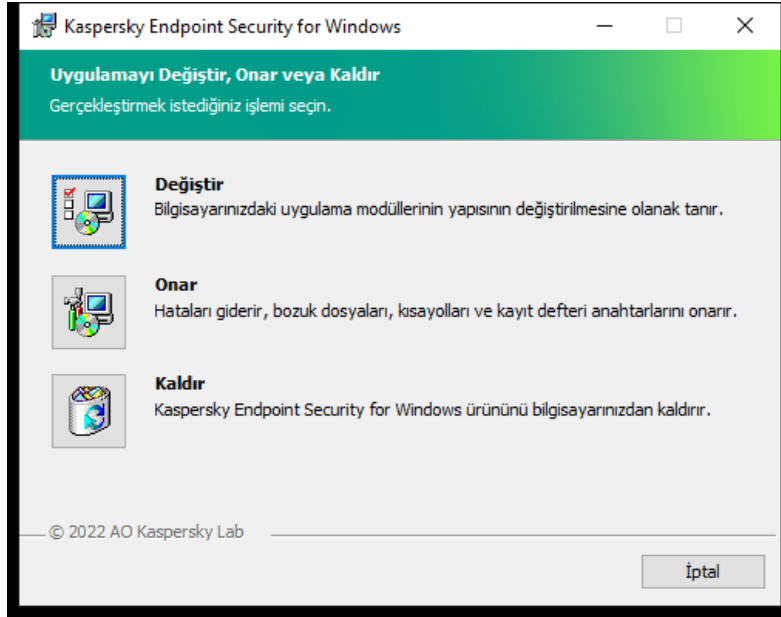 Kaspersky Endpoint Security for Windows
Uygulamayı Değiştir, Onar veya Kaldır
Gerçekleştirmek istediğiniz işlemi seçin.
Değiştir
Bilgisayarınızdaki uygulama modüllerinin yapısının değiştirilmesine olanak tanır.
Onar
Hataları giderir, bozuk dosyaları, kısayolları ve kayıt defteri anahtarlarını onarır.
Kaldır
Kaspersky Endpoint Security for Windows ürününü bilgisayarınızdan kaldırır.
© 2022 AO Kaspersky Lab
İptal